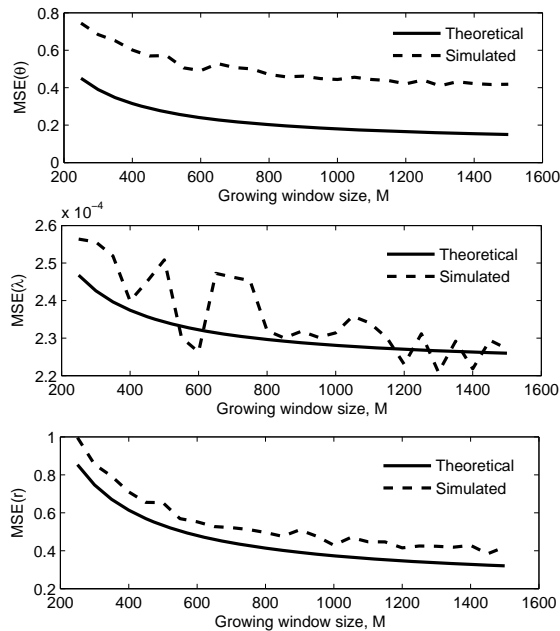 0.8
0.6
0.4
0.2
0
MSE(θ)
Theoretical
Simulated
200 400 600 800 1000 1200 1400 1600
Growing window size, M
x 10⁻⁴
2.6
2.5
2.4
2.3
2.2
MSE(λ)
Theoretical
Simulated
200 400 600 800 1000 1200 1400 1600
Growing window size, M
1
0.8
0.6
0.4
0.2
MSE(r)
Theoretical
Simulated
200 400 600 800 1000 1200 1400 1600
Growing window size, M